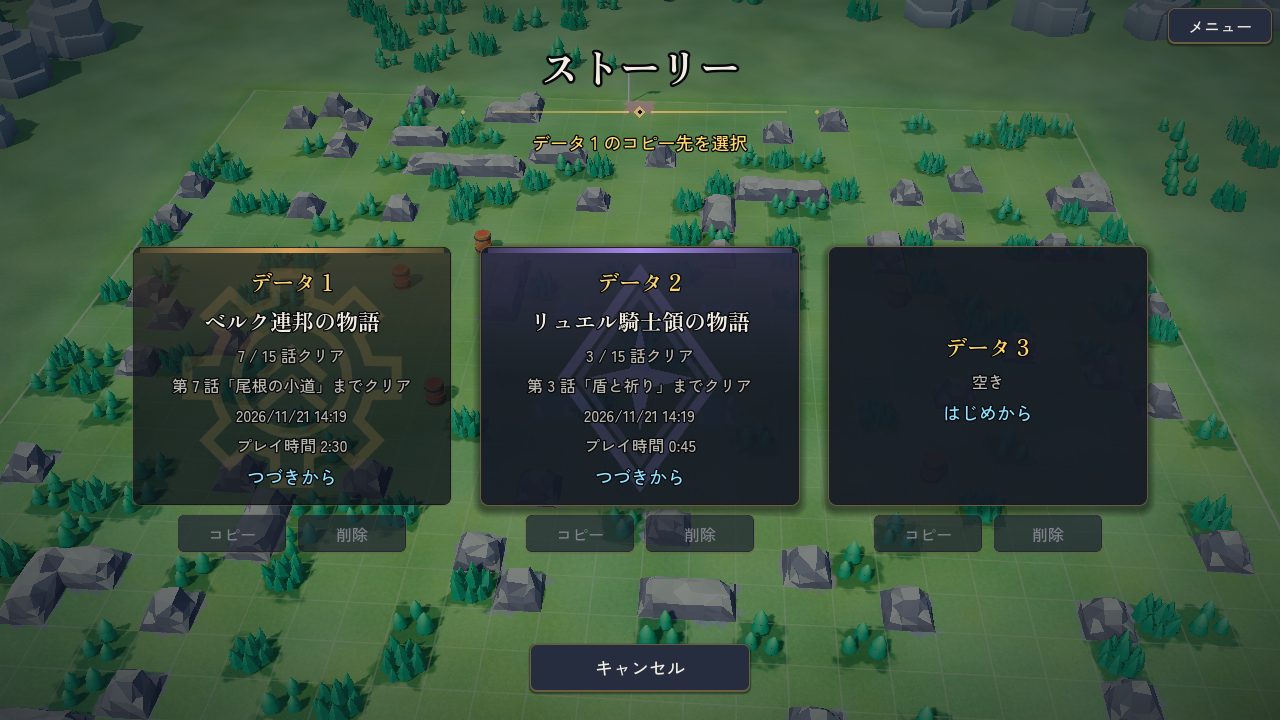 メニュー
ストーリー
データ1のコピー先を選択
データ1
ベルク連邦の物語
7 / 15 話クリア
第7話「尾根の小道」までクリア
2026/11/21 14:19
プレイ時間 2:30
つづきから
コピー
削除
データ2
リュエル騎士領の物語
3 / 15 話クリア
第3話「盾と祈り」までクリア
2026/11/21 14:19
プレイ時間 0:45
つづきから
コピー
削除
データ3
空き
はじめから
コピー
削除
キャンセル